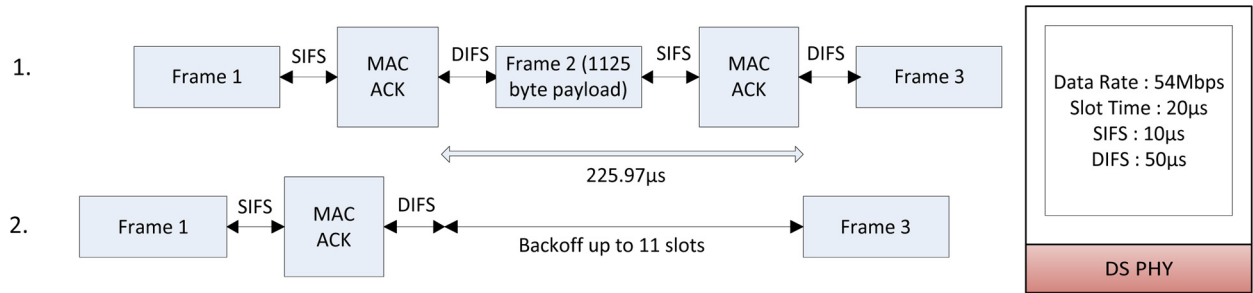 1.
Frame 1
SIFS
MAC
ACK
DIFS
Frame 2 (1125
byte payload)
SIFS
MAC
ACK
DIFS
Frame 3
225.97µs
2.
Frame 1
SIFS
MAC
ACK
DIFS
Backoff up to 11 slots
Frame 3
Data Rate : 54Mbps
Slot Time : 20µs
SIFS : 10µs
DIFS : 50µs
DS PHY